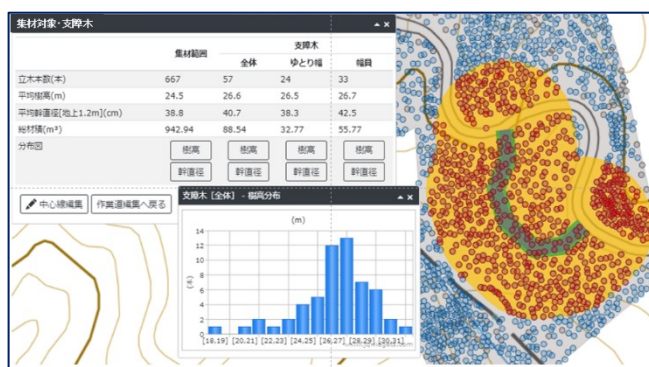 集材対象・支障木
集材範囲 支障木
全体 ゆとり幅 幅員
立木本数(本) 667 57 24 33
平均樹高(m) 24.5 26.6 26.5 26.7
平均幹直径[地上1.2m](cm) 38.8 40.7 38.3 42.5
総材積(m³) 942.94 88.54 32.77 55.77
分布図 樹高 樹高 樹高 樹高
幹直径 幹直径 幹直径 幹直径
中心線編集 作業道編集へ戻る
支障木 [全体] - 樹高分布
(m)
14
12
10
8
6
4
2
0
(本)
[18,19] [20,21] [22,23] [24,25] [26,27] [28,29] [30,31]